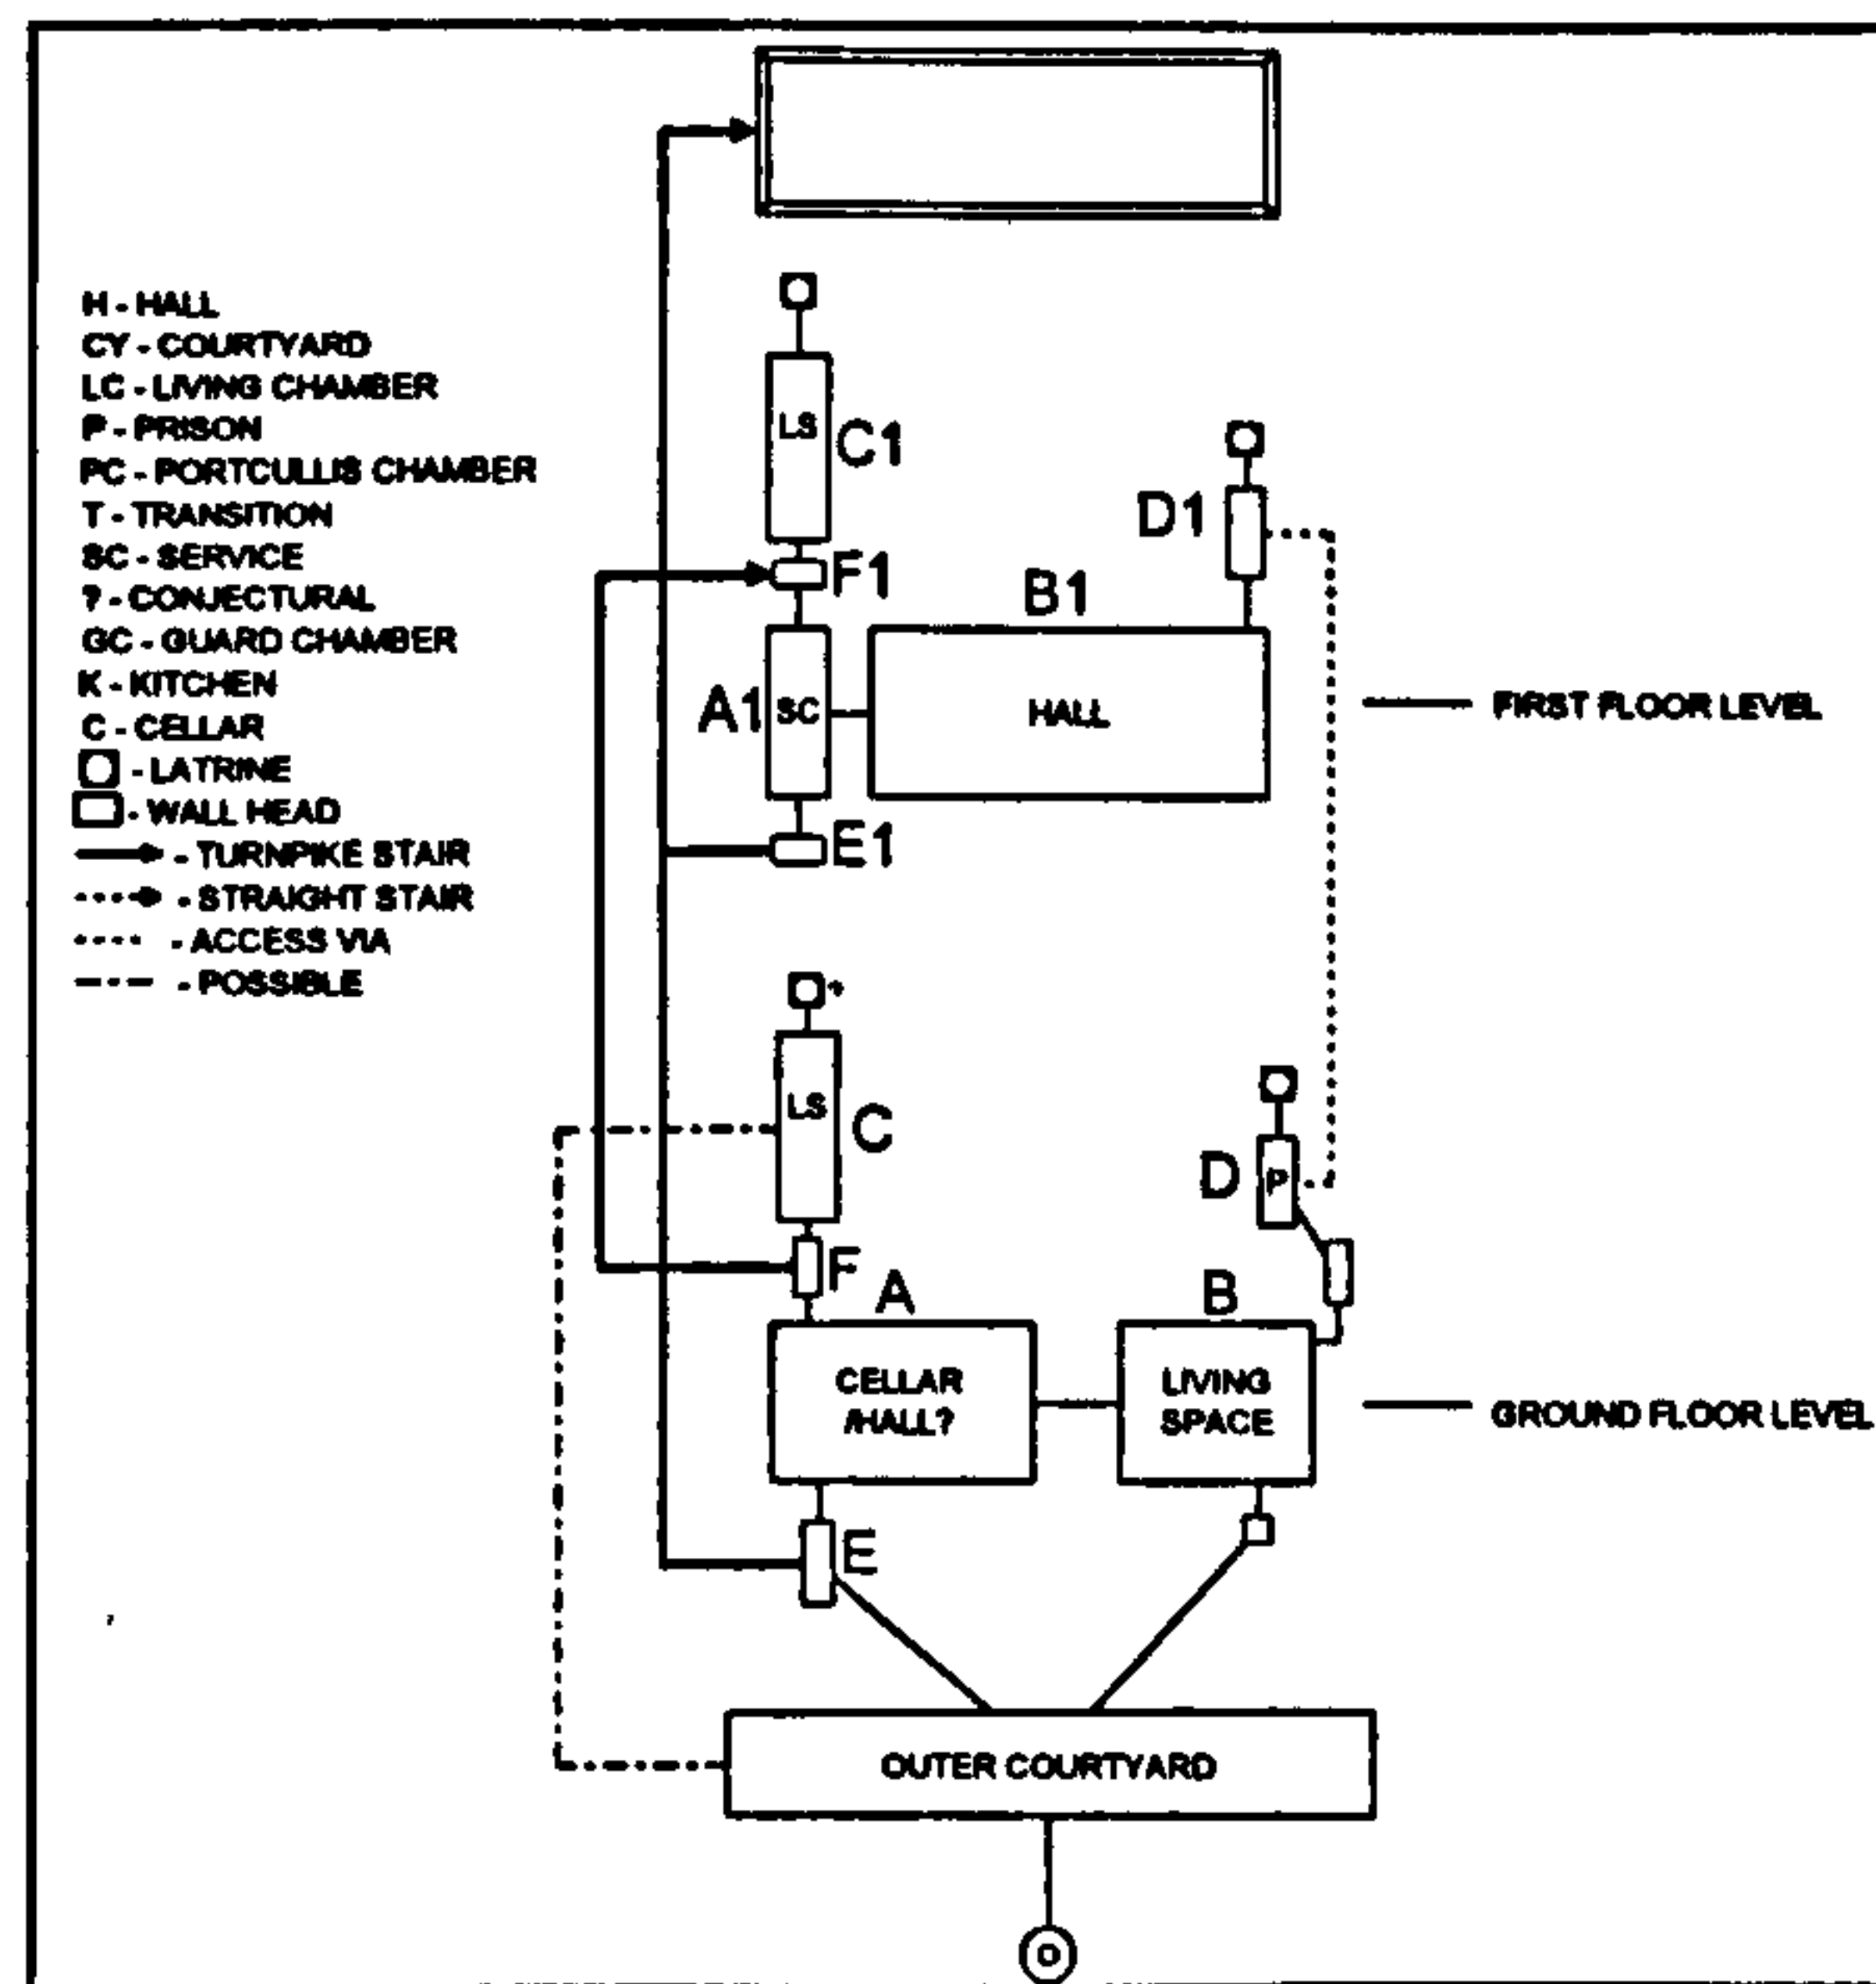 H - HALL
CY - COURTYARD
LC - LIVING CHAMBER
P - PRISON
PC - PORTCULLIS CHAMBER
T - TRANSITION
SC - SERVICE
? - CONJECTURAL
GC - GUARD CHAMBER
K - KITCHEN
C - CELLAR
- LATRINE
- WALL HEAD
- TURNPIKE STAIR
- STRAIGHT STAIR
- ACCESS VIA
- POSSIBLE
LS
C1
D1
F1
B1
A1
SC
HALL
FIRST FLOOR LEVEL
E1
LS
C
D
P
F
A
B
CELLAR
/HALL?
LIVING
SPACE
GROUND FLOOR LEVEL
E
OUTER COURTYARD